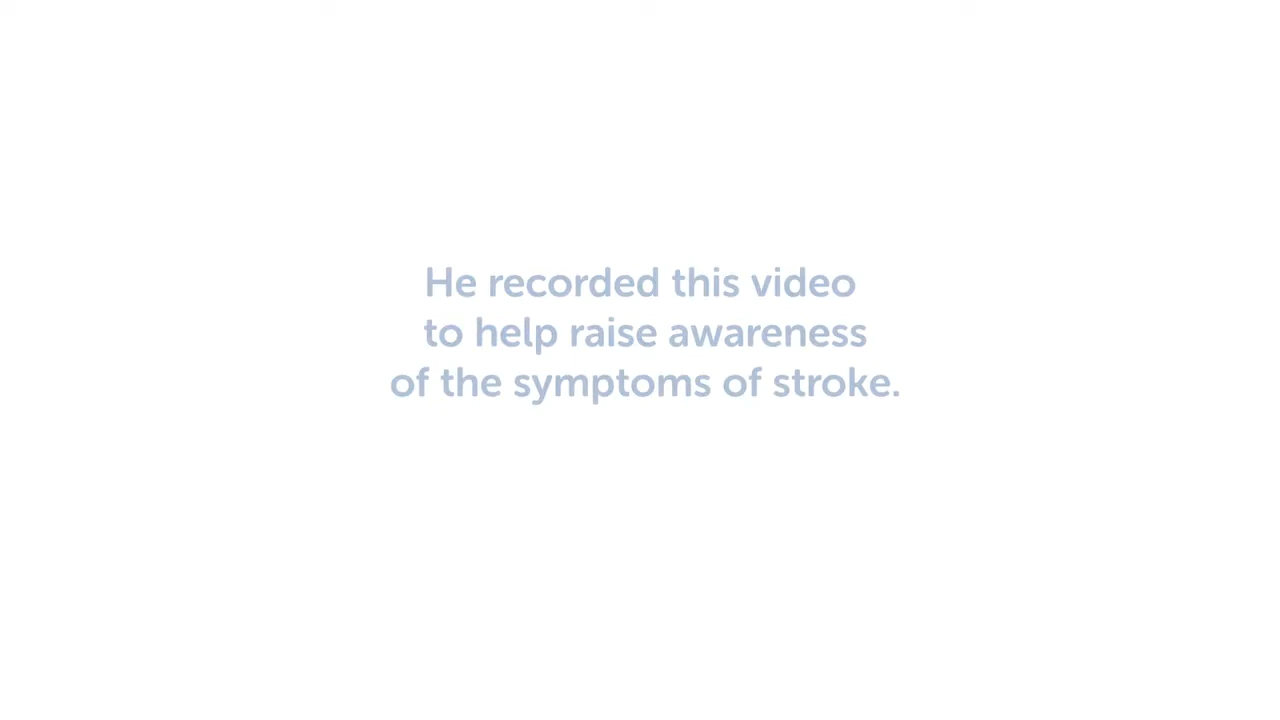 He recorded this video
to help raise awareness
of the symptoms of stroke.